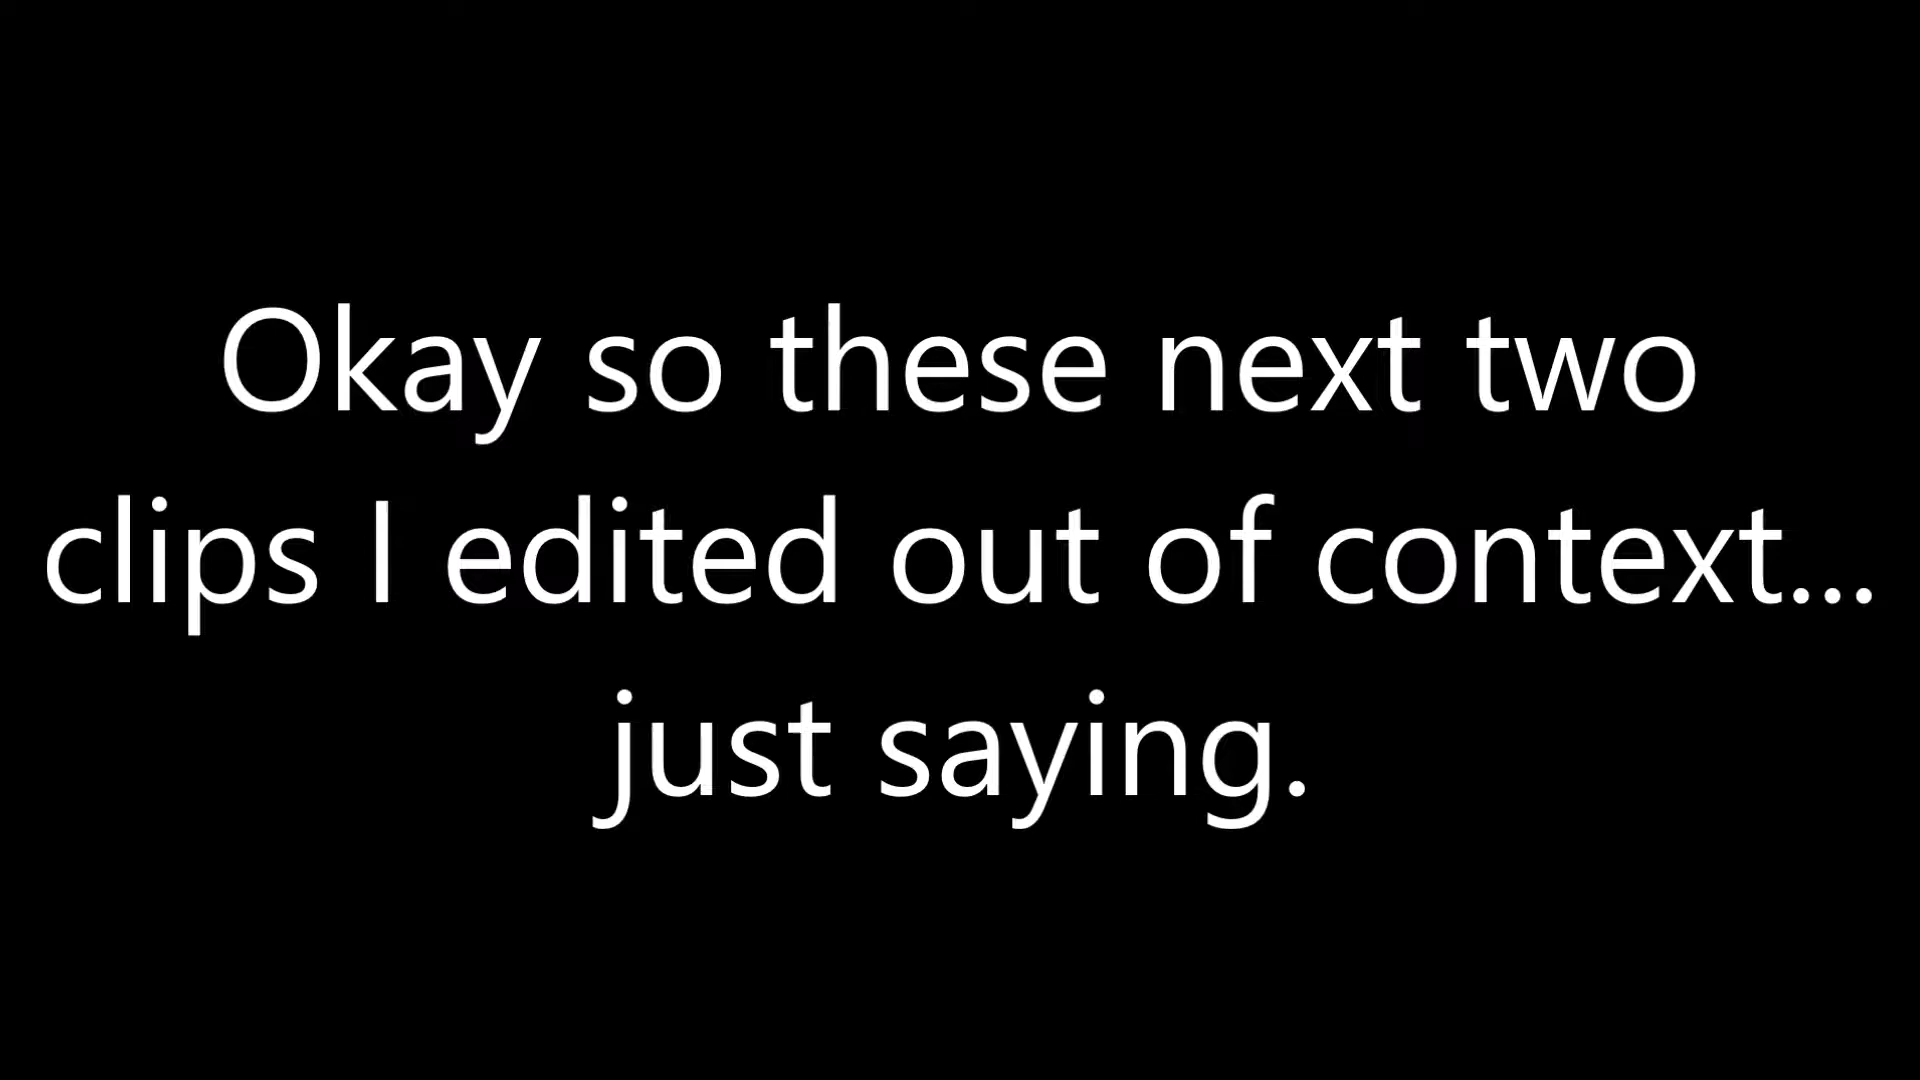 Okay so these next two
clips I edited out of context...
just saying.